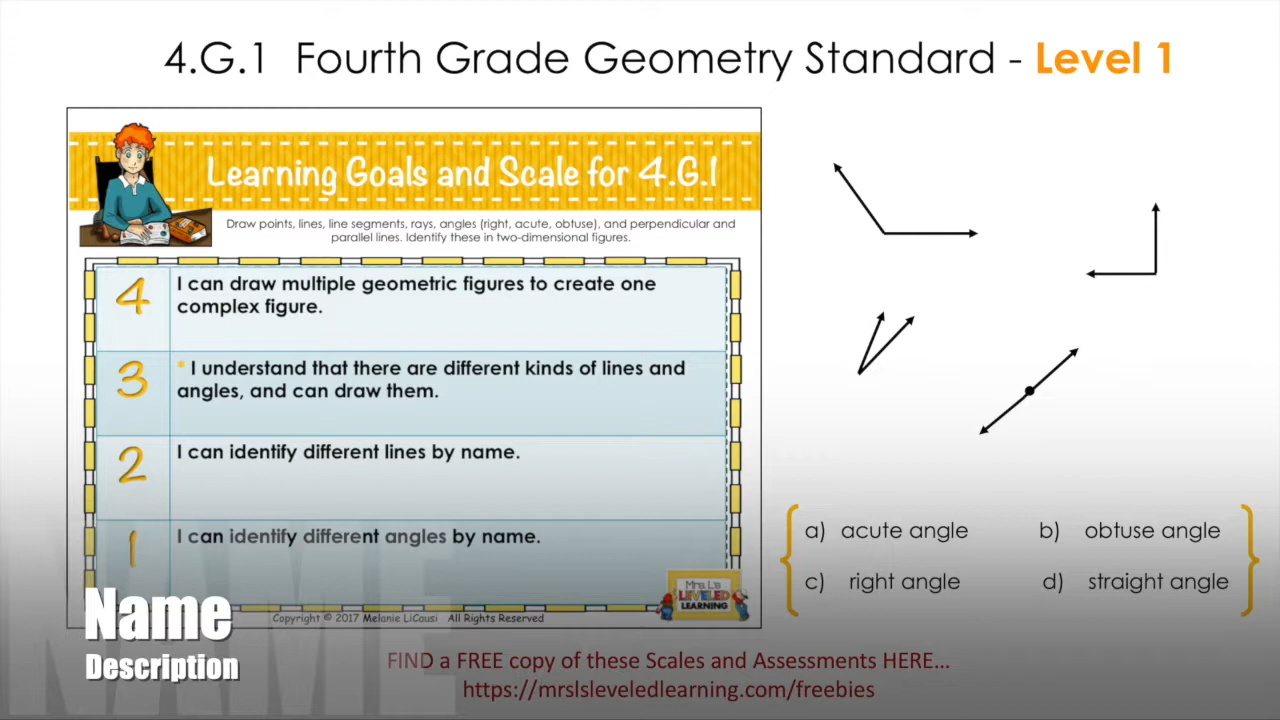 4.G.1 Fourth Grade Geometry Standard - Level 1
Learning Goals and Scale for 4.G.1
Draw points, lines, line segments, rays, angles (right, acute, obtuse), and perpendicular and
parallel lines. Identify these in two-dimensional figures.
4
I can draw multiple geometric figures to create one
complex figure.
3
* I understand that there are different kinds of lines and
angles, and can draw them.
2
I can identify different lines by name.
1
I can identify different angles by name.
Mrs L's
LEVELED
LEARNING
Copyright © 2017 Melanie LiCausi All Rights Reserved
a) acute angle b) obtuse angle
c) right angle d) straight angle
NAME
Name
Description
FIND a FREE copy of these Scales and Assessments HERE...
https://mrslsleveledlearning.com/freebies